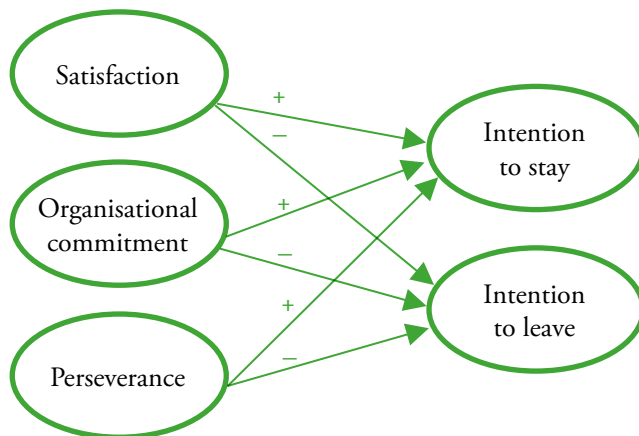 Satisfaction
+
−
Intention
to stay
Organisational
commitment
+
−
Intention
to leave
+
Perseverance
−